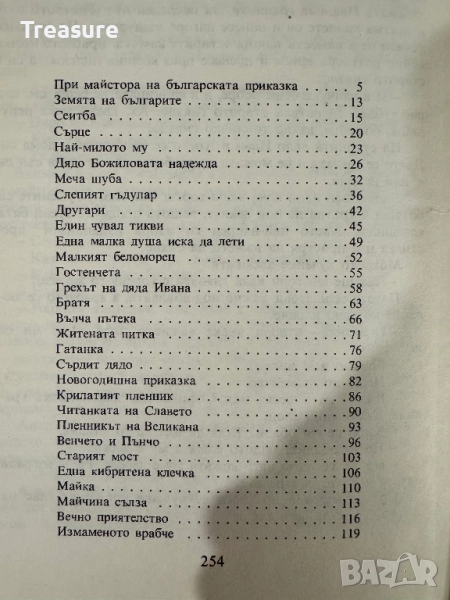 Treasure
При майстора на българската приказка . . . . . 5
Земята на българите . . . . . . . . . . . . . . . . 13
Сеитба . . . . . . . . . . . . . . . . . . . . . . . 15
Сърце . . . . . . . . . . . . . . . . . . . . . . . 20
Най-милото му . . . . . . . . . . . . . . . . . . . 23
Дядо Божиловата надежда . . . . . . . . . . . . . 26
Меча шуба . . . . . . . . . . . . . . . . . . . . . 32
Слепият гъдулар . . . . . . . . . . . . . . . . . . 36
Другари . . . . . . . . . . . . . . . . . . . . . . 42
Един чувал тикви . . . . . . . . . . . . . . . . . 45
Една малка душа иска да лети . . . . . . . . . . 49
Малкият беломорец . . . . . . . . . . . . . . . . 52
Гостенчета . . . . . . . . . . . . . . . . . . . . . 55
Грехът на дяда Ивана . . . . . . . . . . . . . . . 58
Братя . . . . . . . . . . . . . . . . . . . . . . . 63
Вълча пътека . . . . . . . . . . . . . . . . . . . 66
Житената питка . . . . . . . . . . . . . . . . . . 71
Гатанка . . . . . . . . . . . . . . . . . . . . . . 76
Сърдит дядо . . . . . . . . . . . . . . . . . . . . 79
Новогодишна приказка . . . . . . . . . . . . . . 82
Крилатият пленник . . . . . . . . . . . . . . . . 86
Читанката на Славето . . . . . . . . . . . . . . . 90
Пленникът на Великана . . . . . . . . . . . . . . 93
Венчето и Пънчо . . . . . . . . . . . . . . . . . 96
Старият мост . . . . . . . . . . . . . . . . . . . 103
Една кибритена клечка . . . . . . . . . . . . . . 106
Майка . . . . . . . . . . . . . . . . . . . . . . . 110
Майчина сълза . . . . . . . . . . . . . . . . . . 113
Вечно приятелство . . . . . . . . . . . . . . . . 116
Измаменото врабче . . . . . . . . . . . . . . . . 119
254
BAZAR
bg